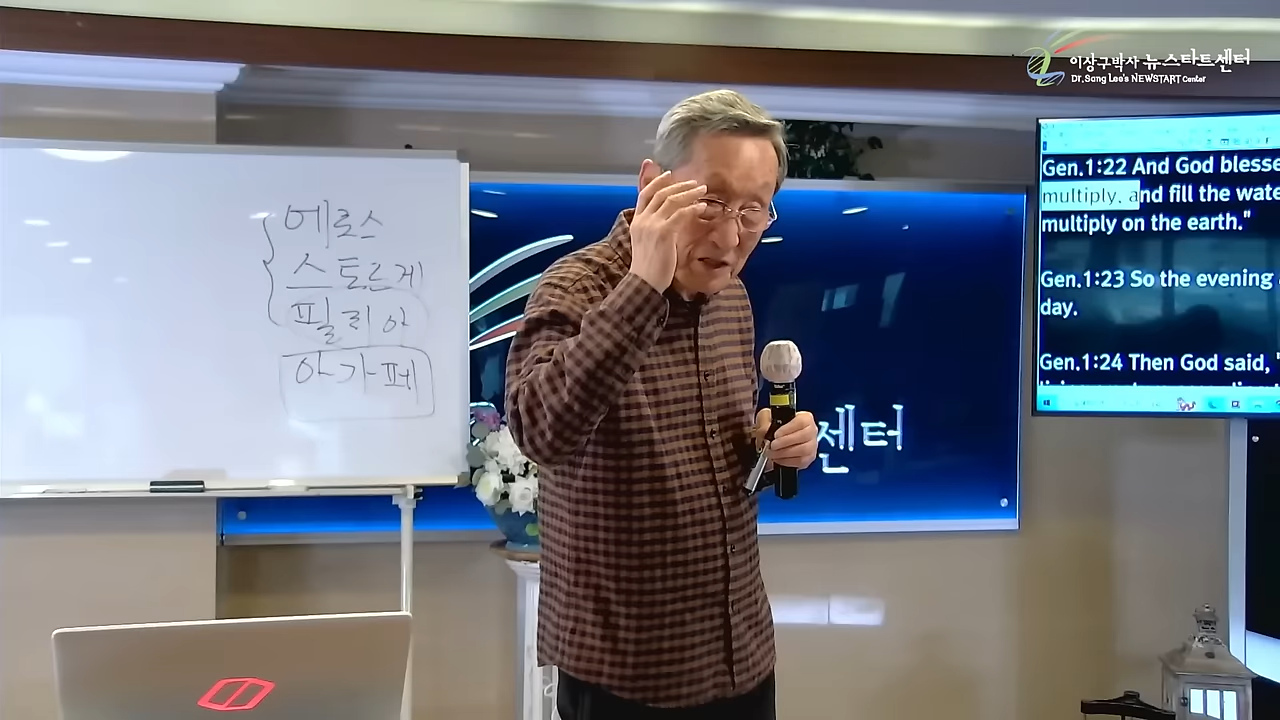 이상구박사 뉴스타트센터
Dr. Sang Lee's NEWSTART Center
에로스
스토르게
필리아
아가페
센터
Gen.1:22 And God blesse
multiply, and fill the wate
multiply on the earth."
Gen.1:23 So the evening
day.
Gen.1:24 Then God said,